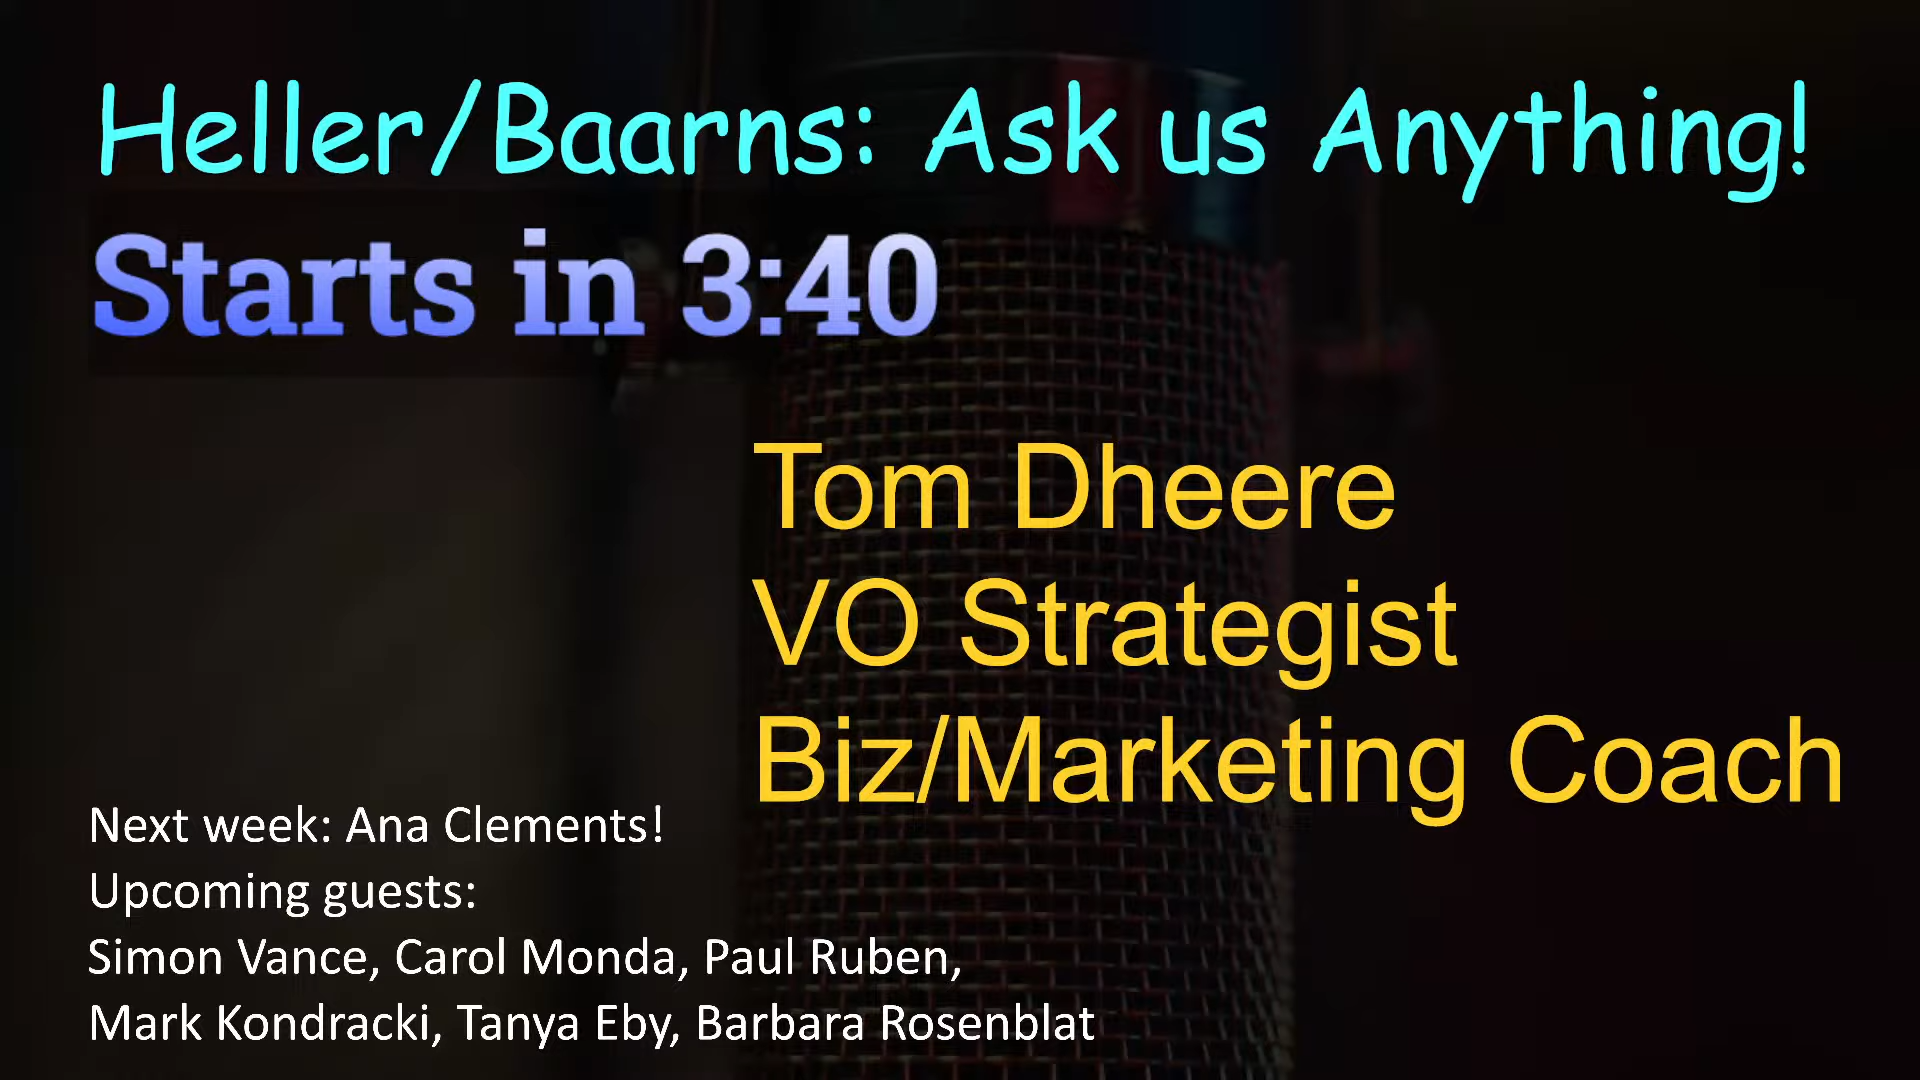 Heller/Baarns: Ask us Anything!
Starts in 3:40
Tom Dheere
VO Strategist
Biz/Marketing Coach
Next week: Ana Clements!
Upcoming guests:
Simon Vance, Carol Monda, Paul Ruben,
Mark Kondracki, Tanya Eby, Barbara Rosenblat